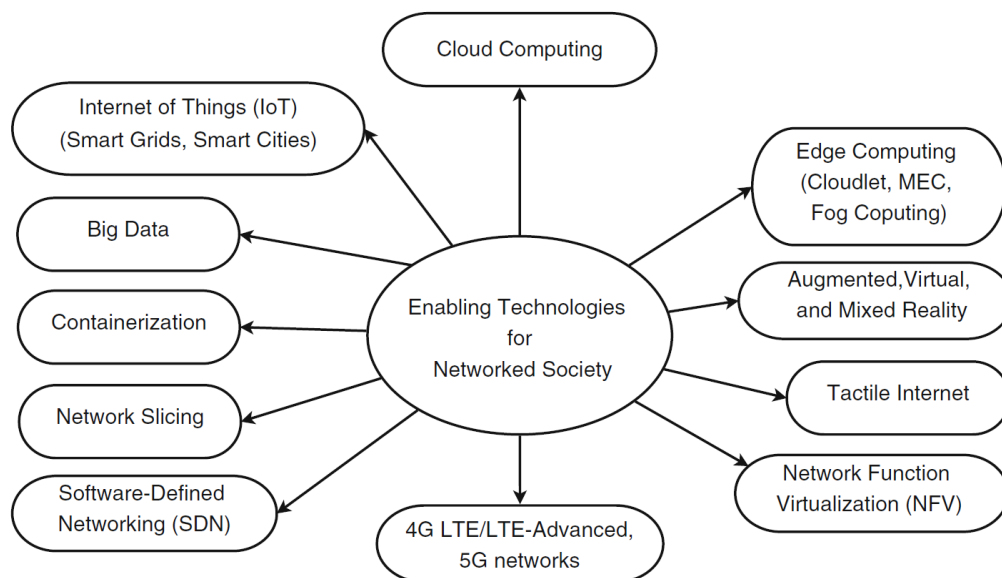 Cloud Computing
Internet of Things (IoT)
(Smart Grids, Smart Cities)
Edge Computing
(Cloudlet, MEC,
Fog Coputing)
Big Data
Augmented,Virtual,
and Mixed Reality
Enabling Technologies
for
Networked Society
Containerization
Tactile Internet
Network Slicing
Network Function
Virtualization (NFV)
Software-Defined
Networking (SDN)
4G LTE/LTE-Advanced,
5G networks